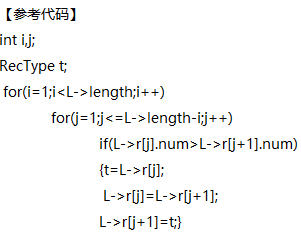 【参考代码】
int i,j;
RecType t;
for(i=1;i<L->length;i++)
for(j=1;j<=L->length-i;j++)
if(L->r[j].num>L->r[j+1].num)
{t=L->r[j];
L->r[j]=L->r[j+1];
L->r[j+1]=t;}